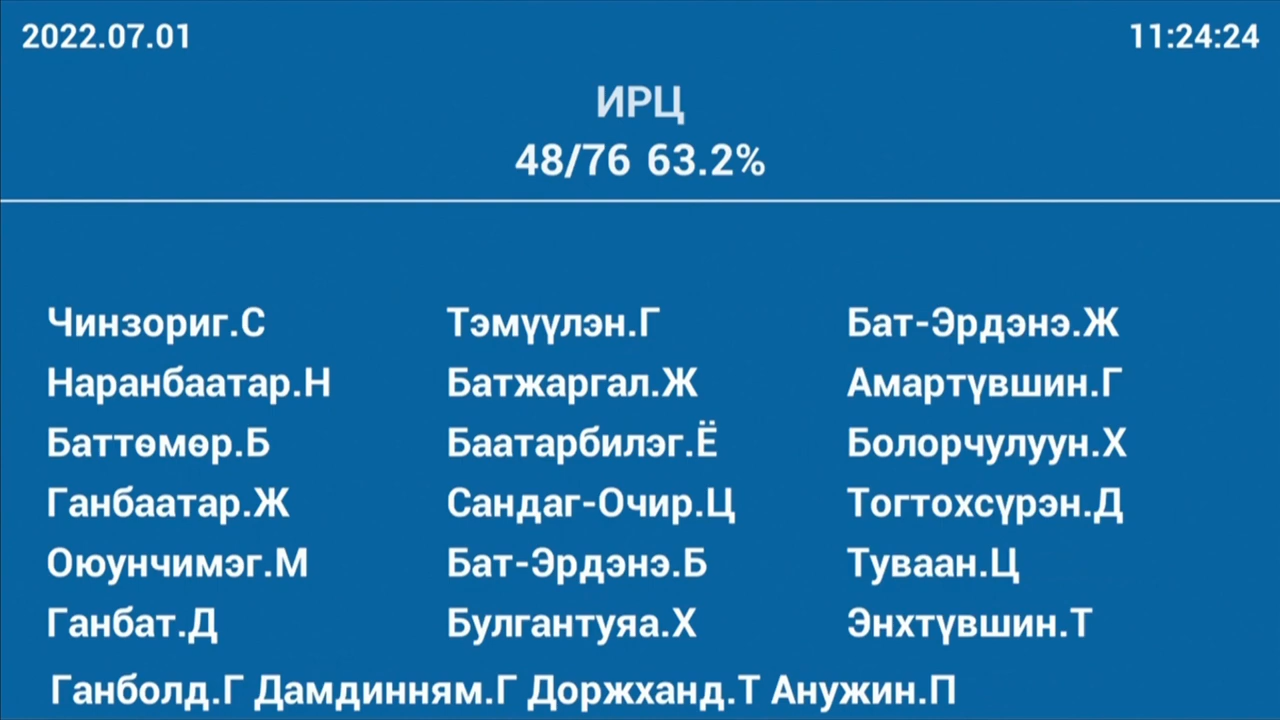 2022.07.01 11:24:24
ИРЦ
48/76 63.2%
Чинзориг.С Тэмүүлэн.Г Бат-Эрдэнэ.Ж
Наранбаатар.Н Батжаргал.Ж Амартүвшин.Г
Баттөмөр.Б Баатарбилэг.Ё Болорчулуун.Х
Ганбаатар.Ж Сандаг-Очир.Ц Тогтохсүрэн.Д
Оюунчимэг.М Бат-Эрдэнэ.Б Туваан.Ц
Ганбат.Д Булгантуяа.Х Энхтүвшин.Т
Ганболд.Г Дамдинням.Г Доржханд.Т Анужин.П